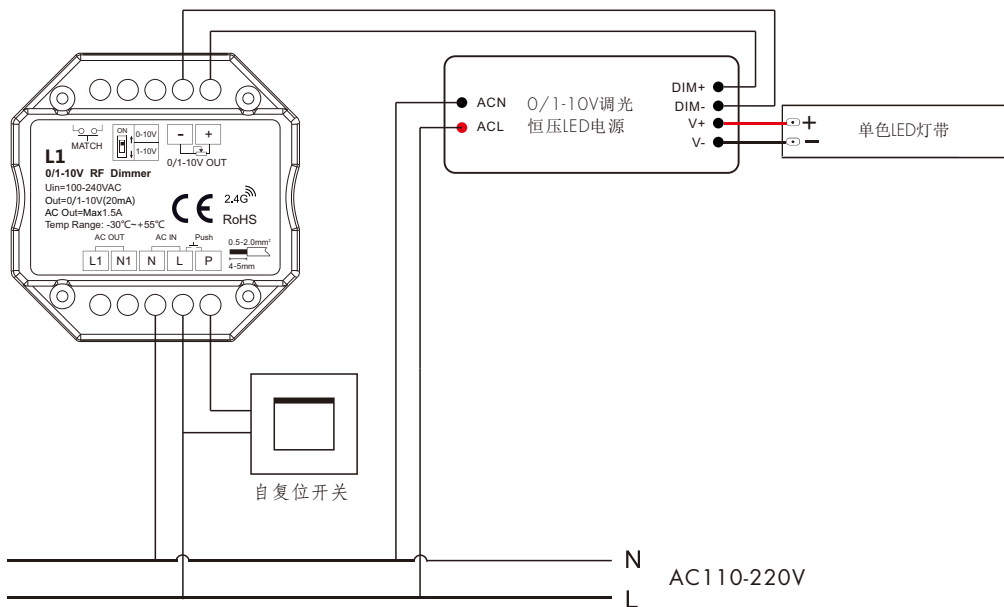 MATCH
ON
0-10V
1-10V
- +
0/1-10V OUT
L1
0/1-10V RF Dimmer
Uin=100-240VAC
Out=0/1-10V(20mA)
AC Out=Max1.5A
Temp Range: -30℃~+55℃
CE
2.4G
RoHS
AC OUT
AC IN
Push
L1 N1 N L P
0.5-2.0mm²
4-5mm
ACN
ACL
0/1-10V调光
恒压LED电源
DIM+
DIM-
V+
V-
+
-
单色LED灯带
自复位开关
N
L
AC110-220V